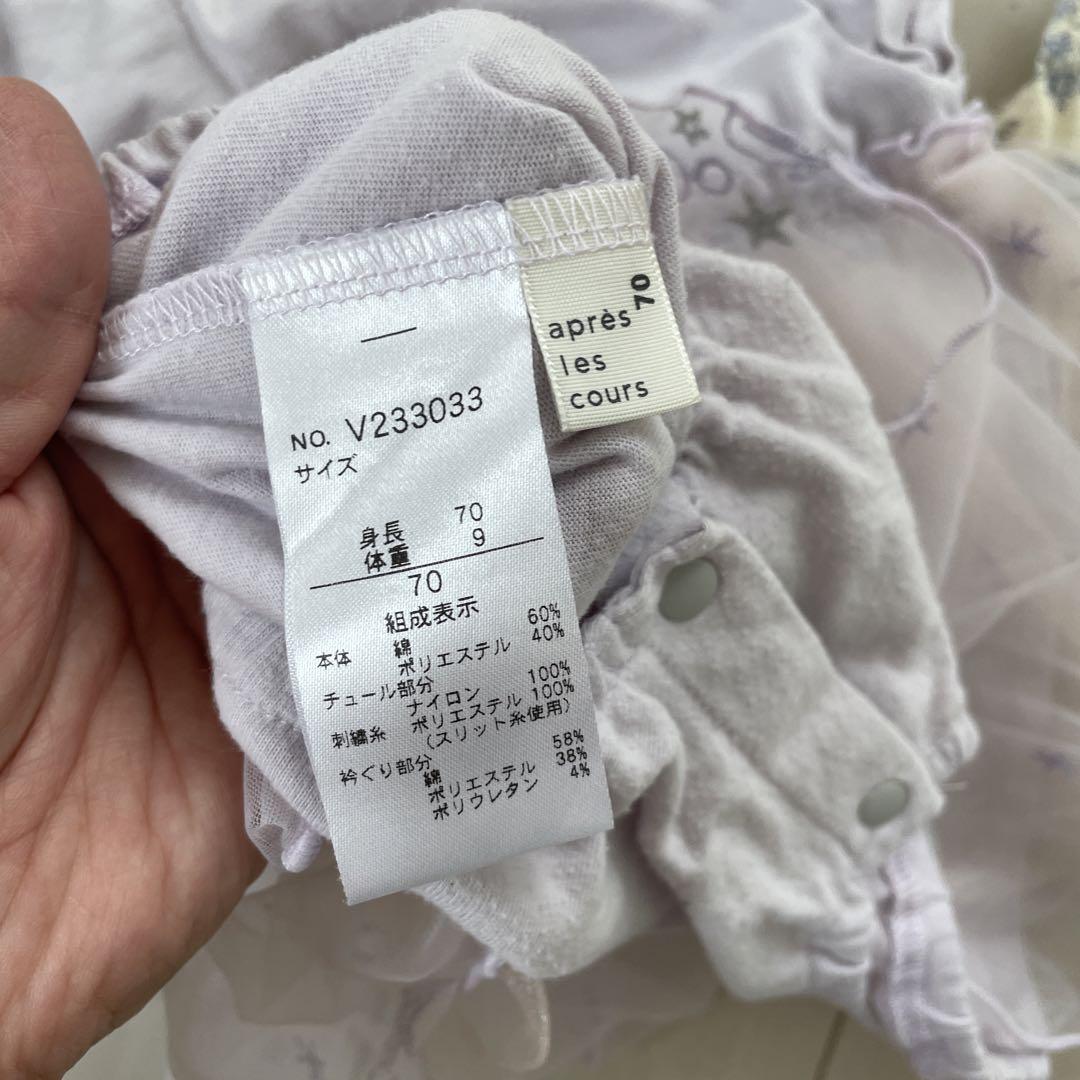 NO. V233033
サイズ
身長 70
体重 9
70
組成表示
本体 綿 60%
ポリエステル 40%
チュール部分
ナイロン 100%
刺繍糸 ポリエステル 100%
(スリット糸使用)
衿ぐり部分
綿 58%
ポリエステル 38%
ポリウレタン 4%
après 70
les
cours